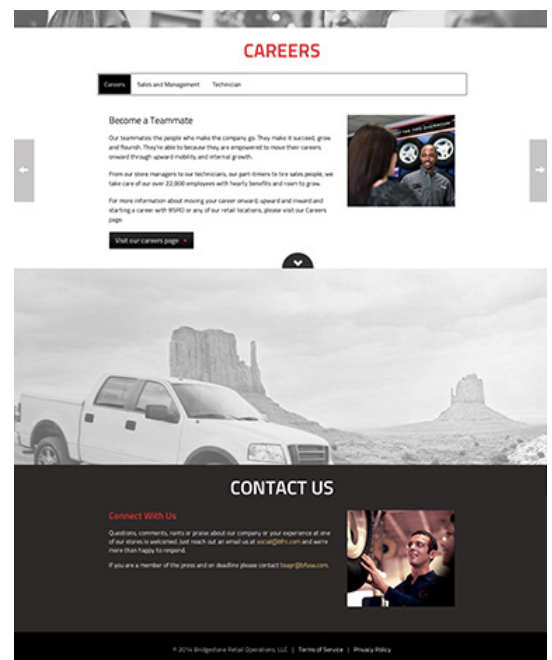 CAREERS
Careers Sales and Management Technician
Become a Teammate
Our teammates the people who make the company go. They make it succeed, grow
and flourish. They're able to because they are empowered to move their careers
onward through upward mobility and internal growth.
From our store managers to our technicians, our part-timers to tire sales people, we
take care of our over 22,000 employees with hearty benefits and room to grow.
For more information about moving your career onward, upward and inward and
starting a career with BSRO or any of our retail locations, please visit our Careers
page.
Visit our careers page
CONTACT US
Connect With Us
Questions, comments, rants or praise about our company or your experience at one
of our stores is welcomed. Just reach out an email us at social@bfrc.com and we're
more than happy to respond.
If you are a member of the press and on deadline please contact bsapr@bfusa.com.
© 2014 Bridgestone Retail Operations, LLC | Terms of Service | Privacy Policy